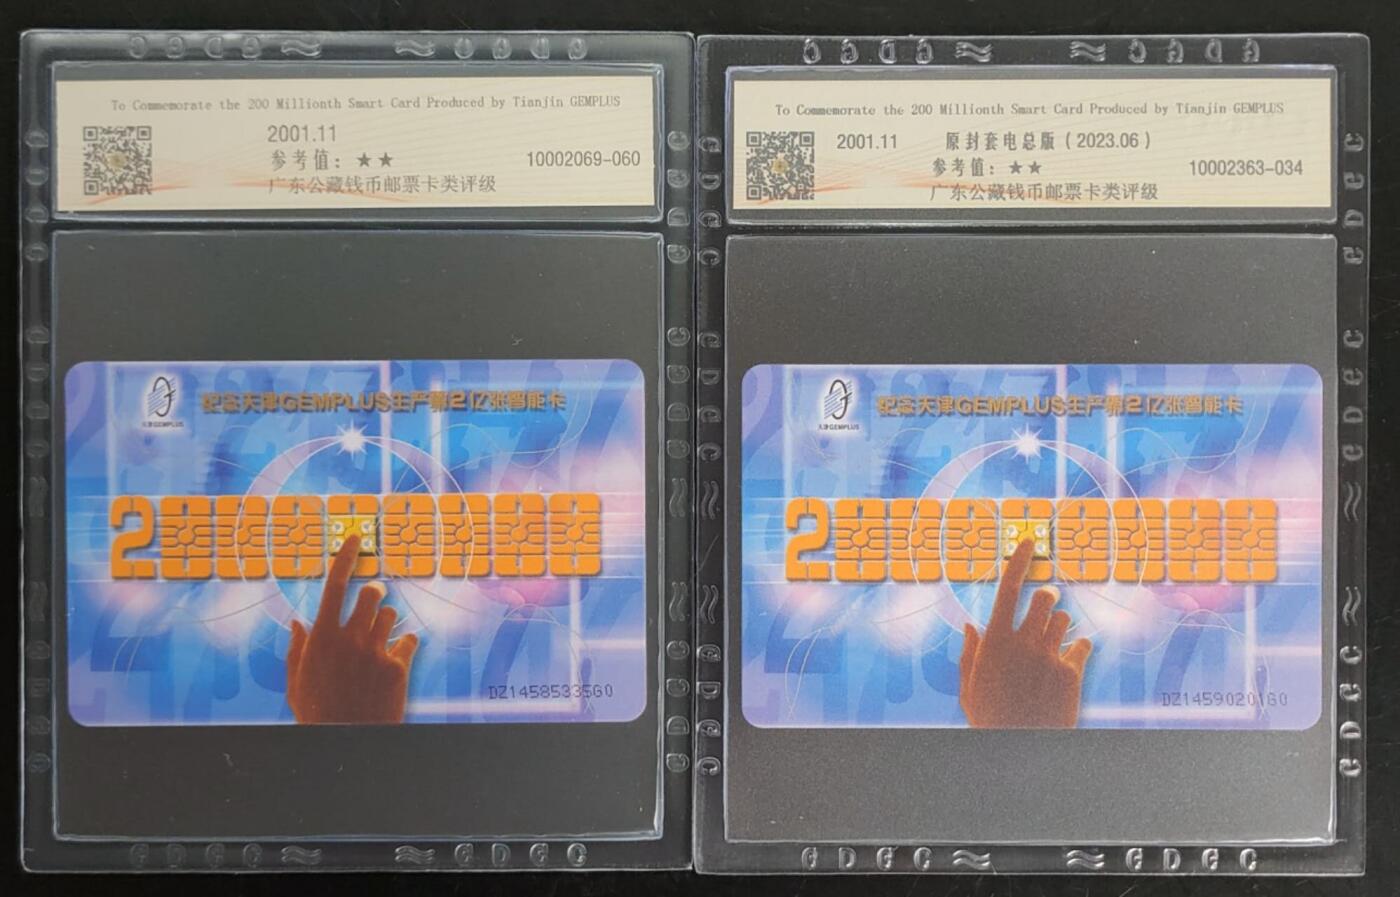 To Commemorate the 200 Millionth Smart Card Produced by Tianjin GEMPLUS
2001.11
参考值：★★
10002069-060
广东公藏钱币邮票卡类评级
天津GEMPLUS
纪念天津GEMPLUS生产第2亿张智能卡
200000000
DZ14585335G0
To Commemorate the 200 Millionth Smart Card Produced by Tianjin GEMPLUS
2001.11 原封套电总版（2023.06）
参考值：★★
10002363-034
广东公藏钱币邮票卡类评级
天津GEMPLUS
纪念天津GEMPLUS生产第2亿张智能卡
200000000
DZ14590201G0